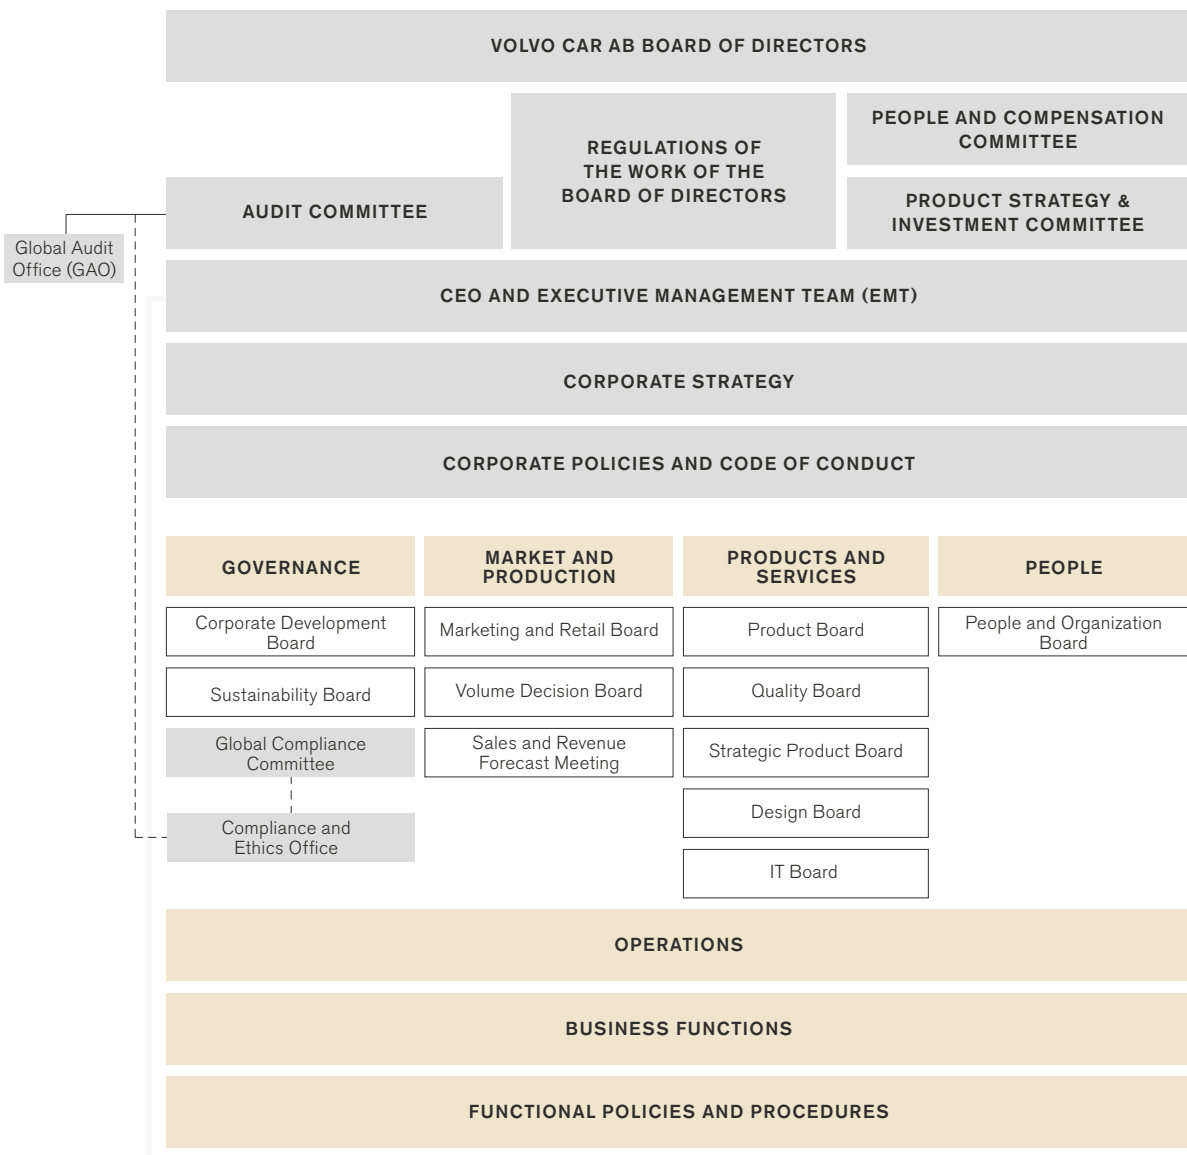 VOLVO CAR AB BOARD OF DIRECTORS
REGULATIONS OF
THE WORK OF THE
BOARD OF DIRECTORS
PEOPLE AND COMPENSATION
COMMITTEE
AUDIT COMMITTEE
PRODUCT STRATEGY &
INVESTMENT COMMITTEE
Global Audit
Office (GAO)
CEO AND EXECUTIVE MANAGEMENT TEAM (EMT)
CORPORATE STRATEGY
CORPORATE POLICIES AND CODE OF CONDUCT
GOVERNANCE
Corporate Development
Board
Sustainability Board
Global Compliance
Committee
Compliance and
Ethics Office
MARKET AND
PRODUCTION
Marketing and Retail Board
Volume Decision Board
Sales and Revenue
Forecast Meeting
PRODUCTS AND
SERVICES
Product Board
Quality Board
Strategic Product Board
Design Board
IT Board
PEOPLE
People and Organization
Board
OPERATIONS
BUSINESS FUNCTIONS
FUNCTIONAL POLICIES AND PROCEDURES